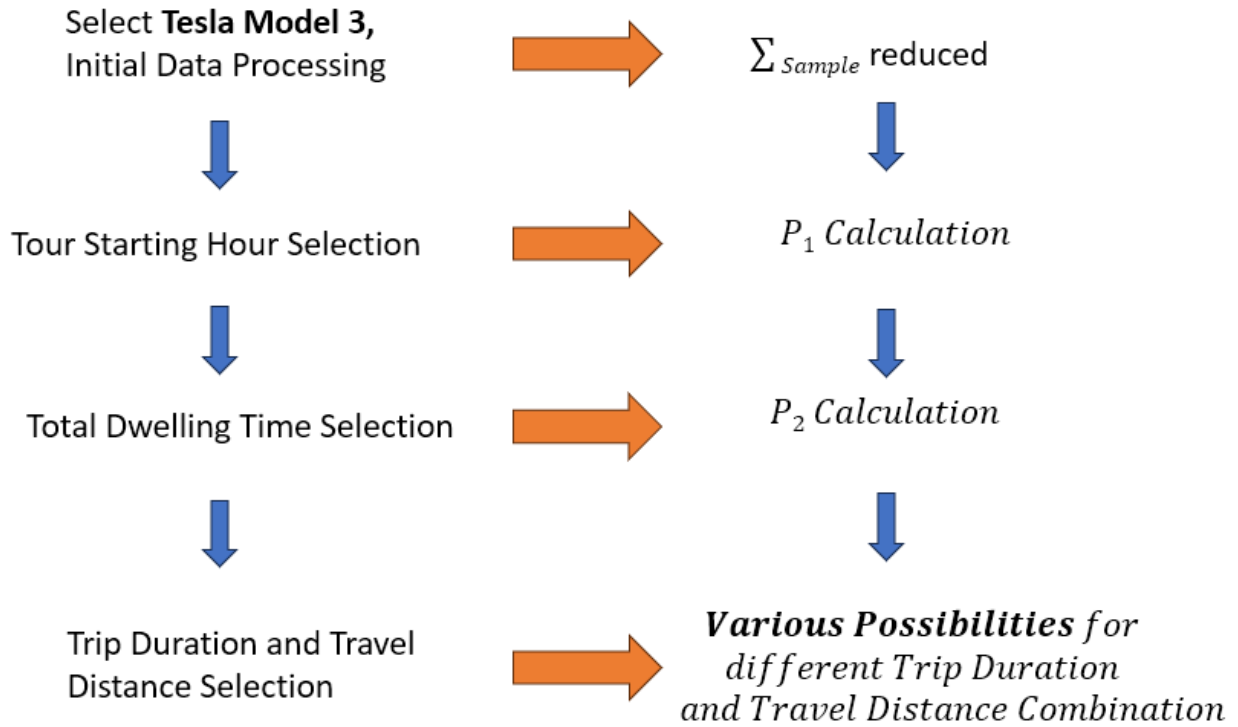 Select Tesla Model 3,
Initial Data Processing
∑ Sample reduced
Tour Starting Hour Selection
P₁ Calculation
Total Dwelling Time Selection
P₂ Calculation
Trip Duration and Travel
Distance Selection
Various Possibilities for
different Trip Duration
and Travel Distance Combination